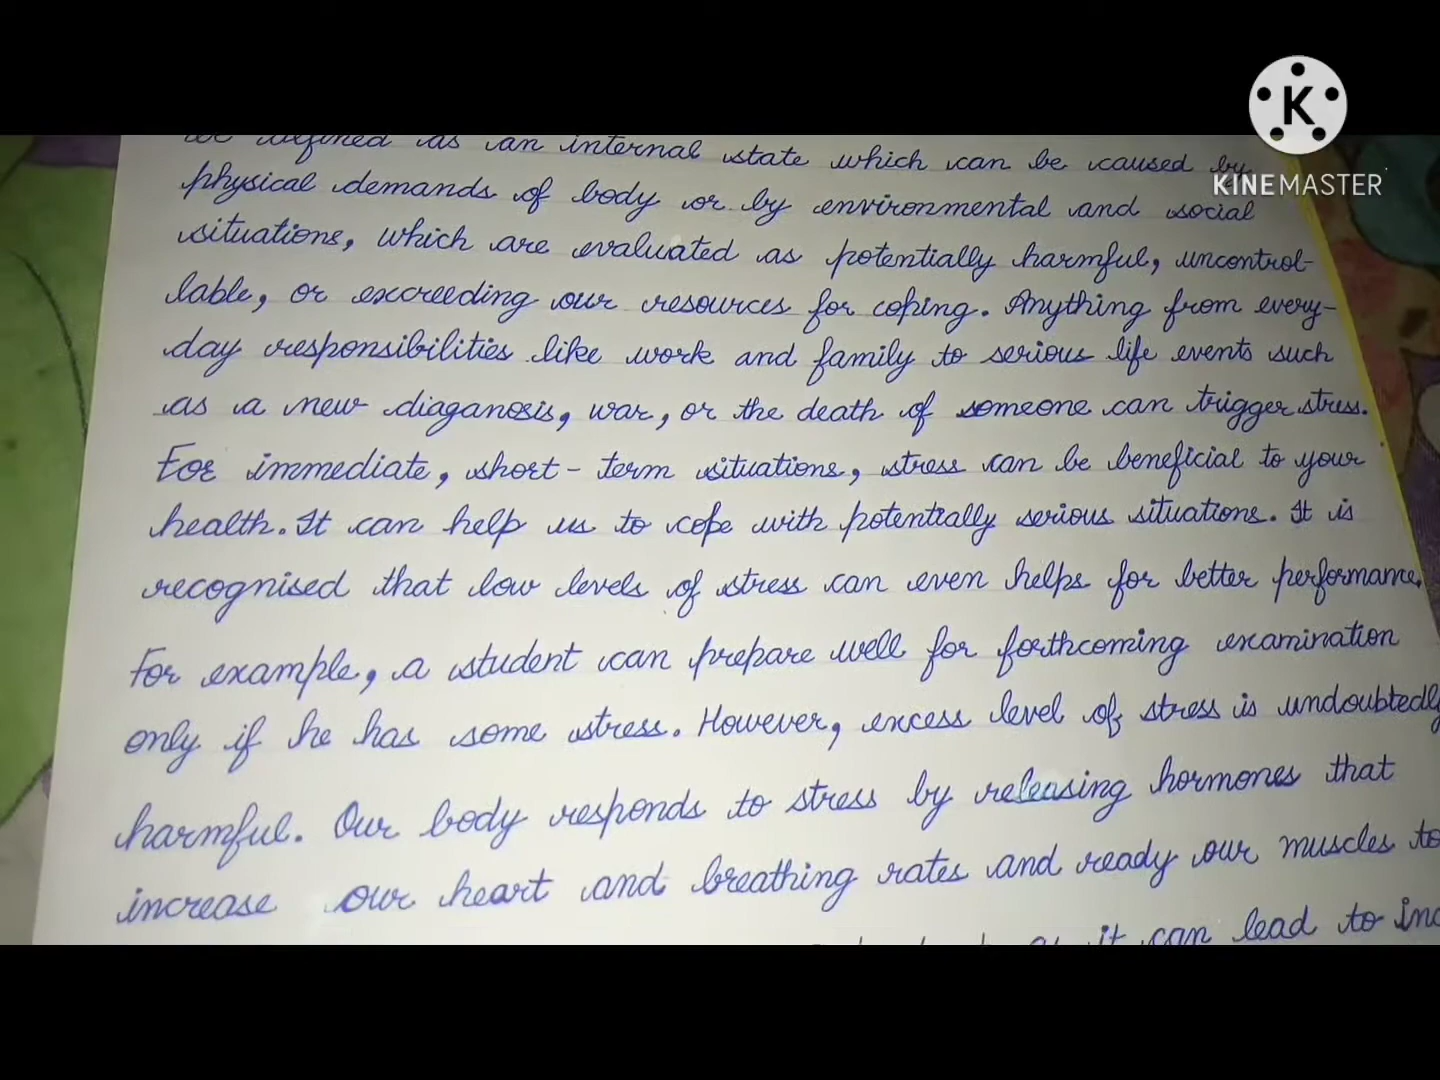 be defined as an internal state which can be caused by
KINEMASTER
physical demands of body or by environmental and social
situations, which are evaluated as potentially harmful, uncontrol-
lable, or excreeding our resources for coping. Anything from every-
day responsibilities like work and family to serious life events such
as a new diaganosis, war, or the death of someone can trigger stress.
For immediate, short-term situations, stress can be beneficial to your
health. It can help us to cope with potentially serious situations. It is
recognised that low levels of stress can even helps for better performance.
For example, a student can prepare well for forthcoming examination
only if he has some stress. However, excess level of stress is undoubtedly
harmful. Our body responds to stress by releasing hormones that
increase our heart and breathing rates and ready our muscles to
as it can lead to inc